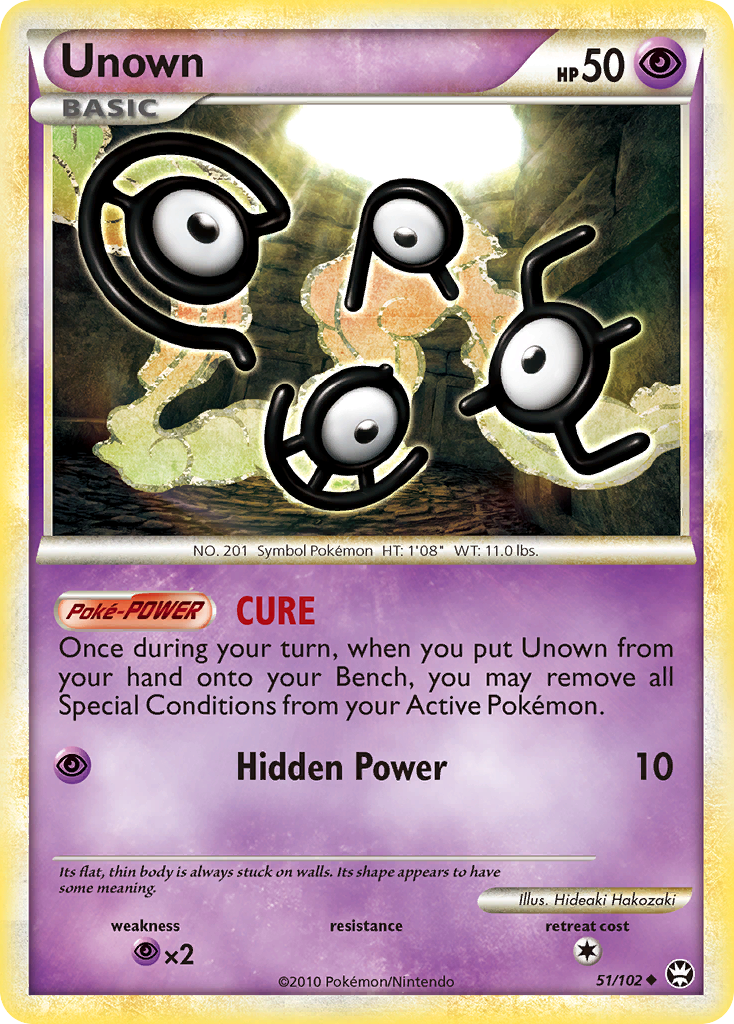 Unown
HP 50
BASIC
NO. 201 Symbol Pokémon HT: 1'08" WT: 11.0 lbs.
Poké-POWER CURE
Once during your turn, when you put Unown from
your hand onto your Bench, you may remove all
Special Conditions from your Active Pokémon.
Hidden Power 10
Its flat, thin body is always stuck on walls. Its shape appears to have
some meaning.
Illus. Hideaki Hakozaki
weakness resistance retreat cost
×2
©2010 Pokémon/Nintendo
51/102 ◆